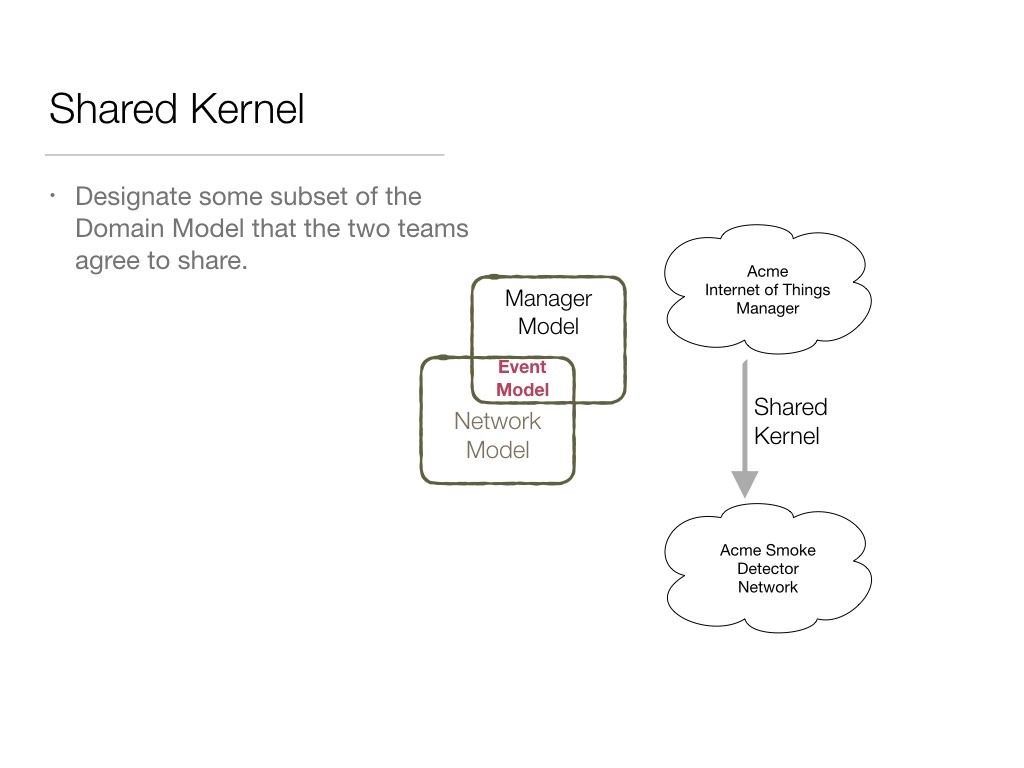 Shared Kernel
• Designate some subset of the
Domain Model that the two teams
agree to share.
Manager
Model
Event
Model
Network
Model
Acme
Internet of Things
Manager
Shared
Kernel
Acme Smoke
Detector
Network